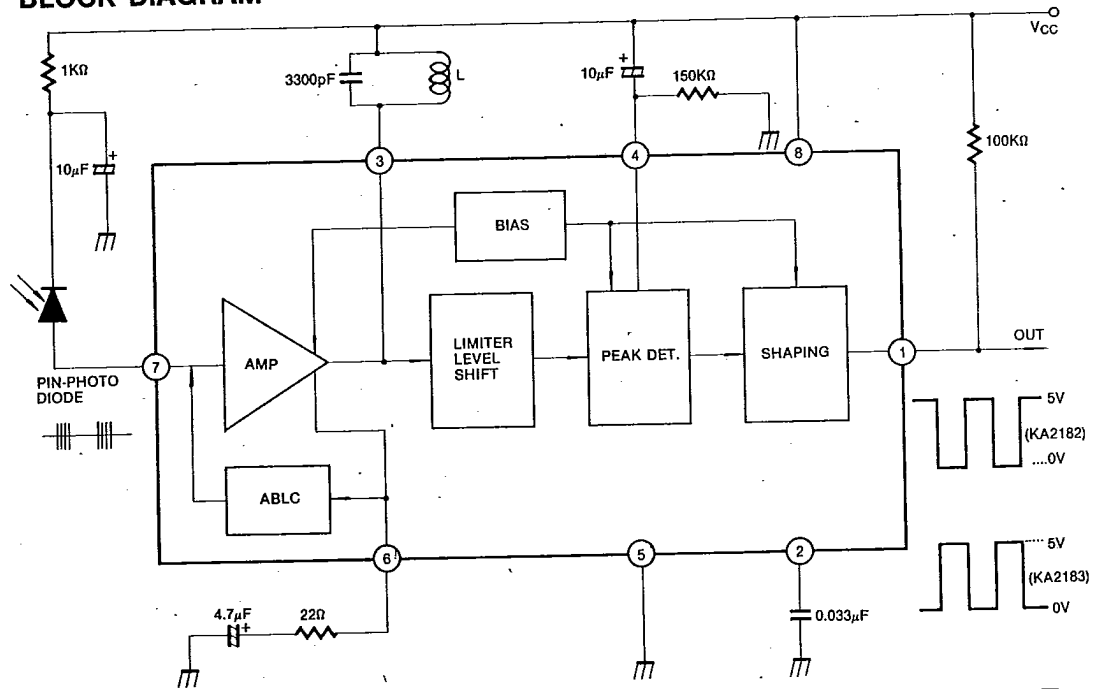 BLOCK DIAGRAM
VCC
1KΩ
3300pF
L
10μF
+
150KΩ
100KΩ
10μF
+
3
4
8
BIAS
AMP
LIMITER
LEVEL
SHIFT
PEAK DET.
SHAPING
7
1
OUT
PIN-PHOTO
DIODE
5V
(KA2182)
....0V
ABLC
6
5
2
5V
(KA2183)
0V
4.7μF
+
22Ω
0.033μF